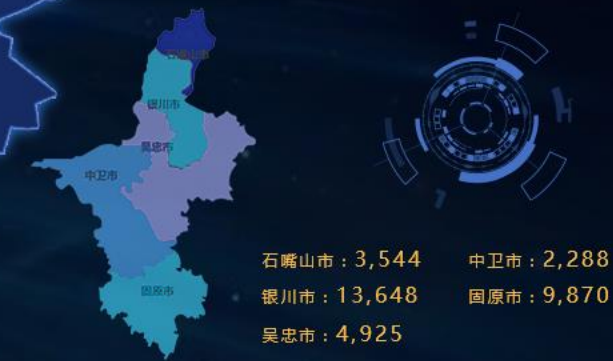 石嘴山市
银川市
吴忠市
中卫市
固原市
石嘴山市：3,544 中卫市：2,288
银川市：13,648 固原市：9,870
吴忠市：4,925